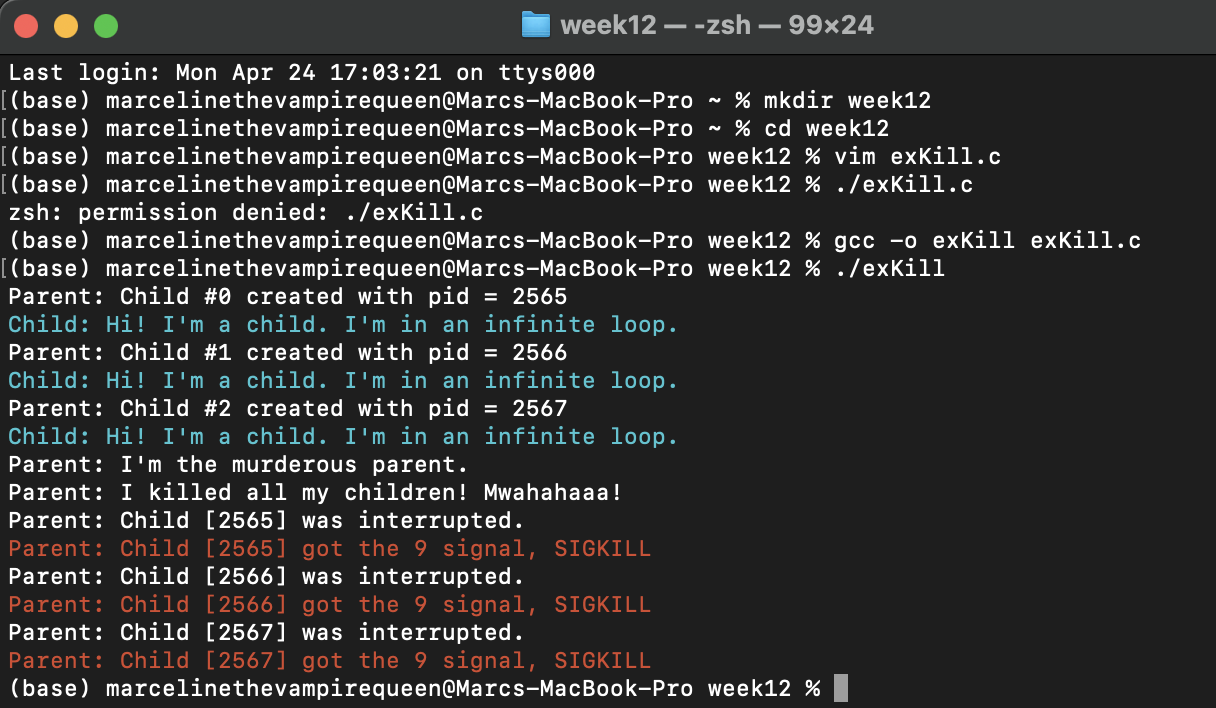 week12 — -zsh — 99×24
Last login: Mon Apr 24 17:03:21 on ttys000
[(base) marcelinethevampirequeen@Marcs-MacBook-Pro ~ % mkdir week12
[(base) marcelinethevampirequeen@Marcs-MacBook-Pro ~ % cd week12
[(base) marcelinethevampirequeen@Marcs-MacBook-Pro week12 % vim exKill.c
[(base) marcelinethevampirequeen@Marcs-MacBook-Pro week12 % ./exKill.c
zsh: permission denied: ./exKill.c
(base) marcelinethevampirequeen@Marcs-MacBook-Pro week12 % gcc -o exKill exKill.c
[(base) marcelinethevampirequeen@Marcs-MacBook-Pro week12 % ./exKill
Parent: Child #0 created with pid = 2565
Child: Hi! I'm a child. I'm in an infinite loop.
Parent: Child #1 created with pid = 2566
Child: Hi! I'm a child. I'm in an infinite loop.
Parent: Child #2 created with pid = 2567
Child: Hi! I'm a child. I'm in an infinite loop.
Parent: I'm the murderous parent.
Parent: I killed all my children! Mwahahaaa!
Parent: Child [2565] was interrupted.
Parent: Child [2565] got the 9 signal, SIGKILL
Parent: Child [2566] was interrupted.
Parent: Child [2566] got the 9 signal, SIGKILL
Parent: Child [2567] was interrupted.
Parent: Child [2567] got the 9 signal, SIGKILL
(base) marcelinethevampirequeen@Marcs-MacBook-Pro week12 %